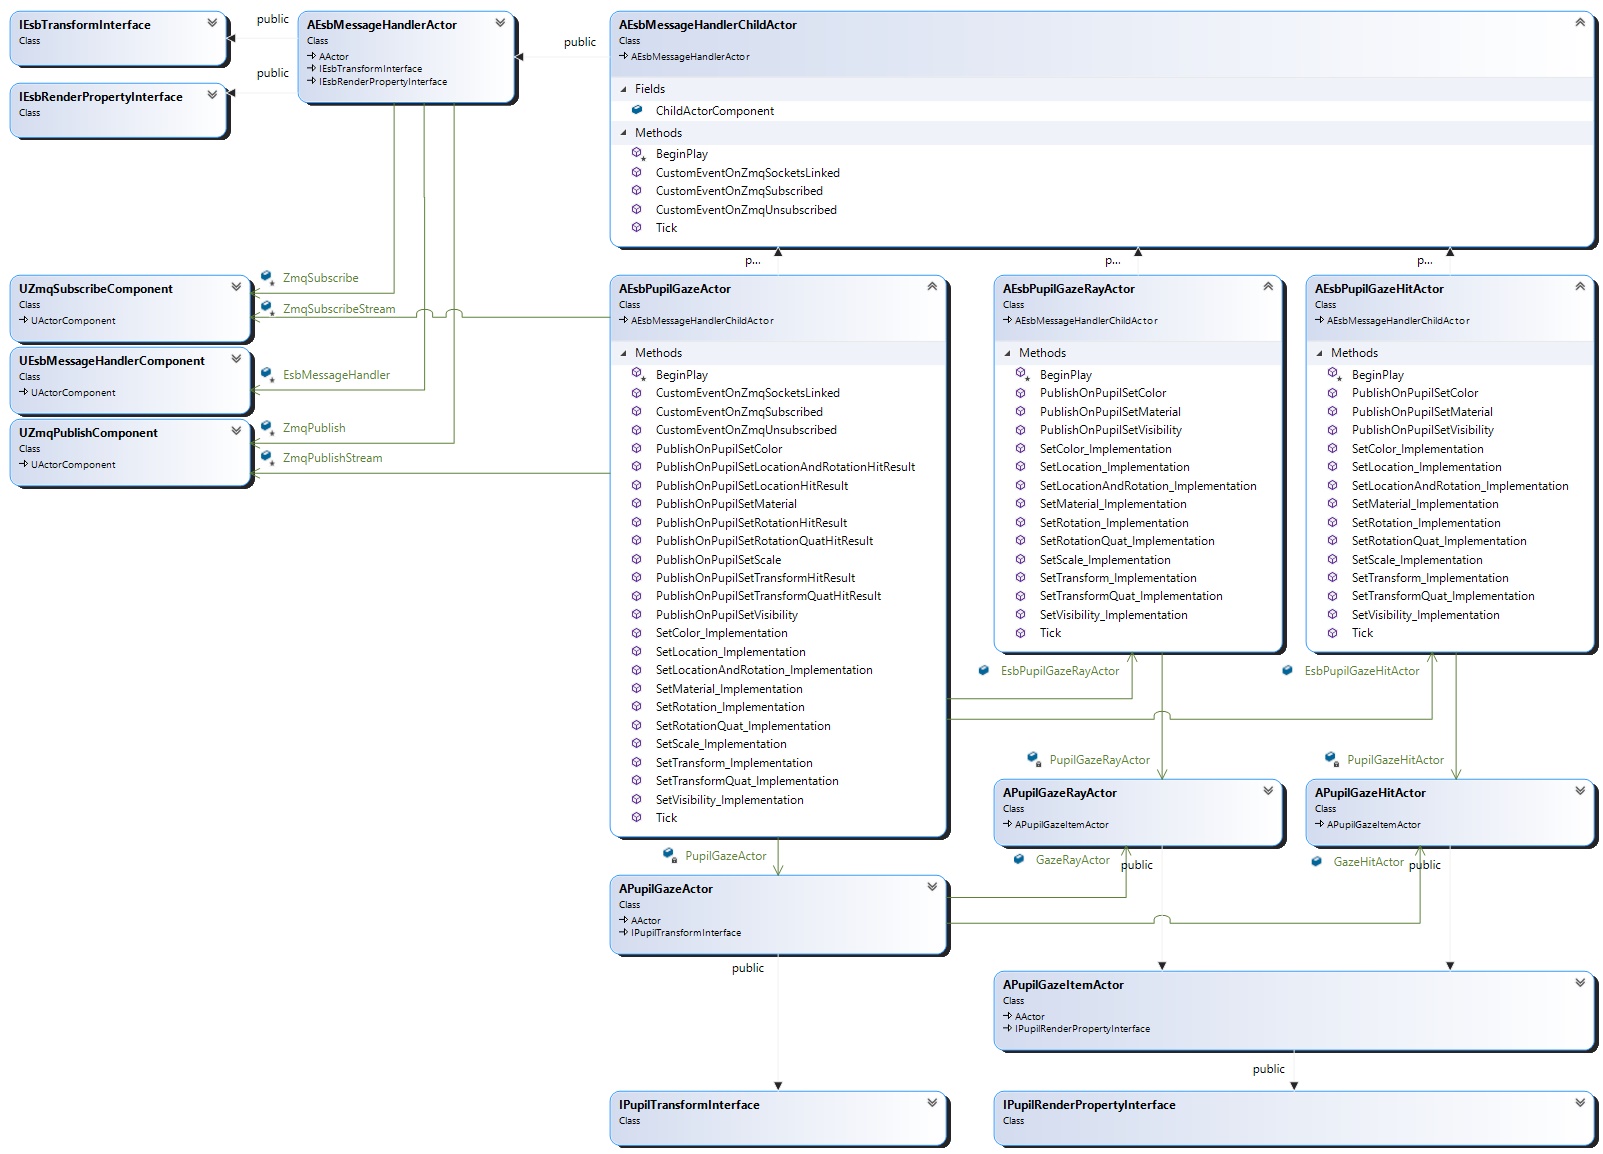 IEsbTransformInterface
Class
public
IEsbRenderPropertyInterface
Class
public
AEsbMessageHandlerActor
Class
AActor
IEsbTransformInterface
IEsbRenderPropertyInterface
public
AEsbMessageHandlerChildActor
Class
AEsbMessageHandlerActor
Fields
ChildActorComponent
Methods
BeginPlay
CustomEventOnZmqSocketsLinked
CustomEventOnZmqSubscribed
CustomEventOnZmqUnsubscribed
Tick
p...
p...
p...
UZmqSubscribeComponent
Class
UActorComponent
ZmqSubscribe
ZmqSubscribeStream
UEsbMessageHandlerComponent
Class
UActorComponent
EsbMessageHandler
UZmqPublishComponent
Class
UActorComponent
ZmqPublish
ZmqPublishStream
AEsbPupilGazeActor
Class
AEsbMessageHandlerChildActor
Methods
BeginPlay
CustomEventOnZmqSocketsLinked
CustomEventOnZmqSubscribed
CustomEventOnZmqUnsubscribed
PublishOnPupilSetColor
PublishOnPupilSetLocationAndRotationHitResult
PublishOnPupilSetLocationHitResult
PublishOnPupilSetMaterial
PublishOnPupilSetRotationHitResult
PublishOnPupilSetRotationQuatHitResult
PublishOnPupilSetScale
PublishOnPupilSetTransformHitResult
PublishOnPupilSetTransformQuatHitResult
PublishOnPupilSetVisibility
SetColor_Implementation
SetLocation_Implementation
SetLocationAndRotation_Implementation
SetMaterial_Implementation
SetRotation_Implementation
SetRotationQuat_Implementation
SetScale_Implementation
SetTransform_Implementation
SetTransformQuat_Implementation
SetVisibility_Implementation
Tick
AEsbPupilGazeRayActor
Class
AEsbMessageHandlerChildActor
Methods
BeginPlay
PublishOnPupilSetColor
PublishOnPupilSetMaterial
PublishOnPupilSetVisibility
SetColor_Implementation
SetLocation_Implementation
SetLocationAndRotation_Implementation
SetMaterial_Implementation
SetRotation_Implementation
SetRotationQuat_Implementation
SetScale_Implementation
SetTransform_Implementation
SetTransformQuat_Implementation
SetVisibility_Implementation
Tick
AEsbPupilGazeHitActor
Class
AEsbMessageHandlerChildActor
Methods
BeginPlay
PublishOnPupilSetColor
PublishOnPupilSetMaterial
PublishOnPupilSetVisibility
SetColor_Implementation
SetLocation_Implementation
SetLocationAndRotation_Implementation
SetMaterial_Implementation
SetRotation_Implementation
SetRotationQuat_Implementation
SetScale_Implementation
SetTransform_Implementation
SetTransformQuat_Implementation
SetVisibility_Implementation
Tick
EsbPupilGazeRayActor
EsbPupilGazeHitActor
PupilGazeRayActor
PupilGazeHitActor
APupilGazeRayActor
Class
APupilGazeItemActor
APupilGazeHitActor
Class
APupilGazeItemActor
PupilGazeActor
GazeRayActor
public
GazeHitActor
public
APupilGazeActor
Class
AActor
IPupilTransformInterface
public
APupilGazeItemActor
Class
AActor
IPupilRenderPropertyInterface
public
IPupilTransformInterface
Class
IPupilRenderPropertyInterface
Class